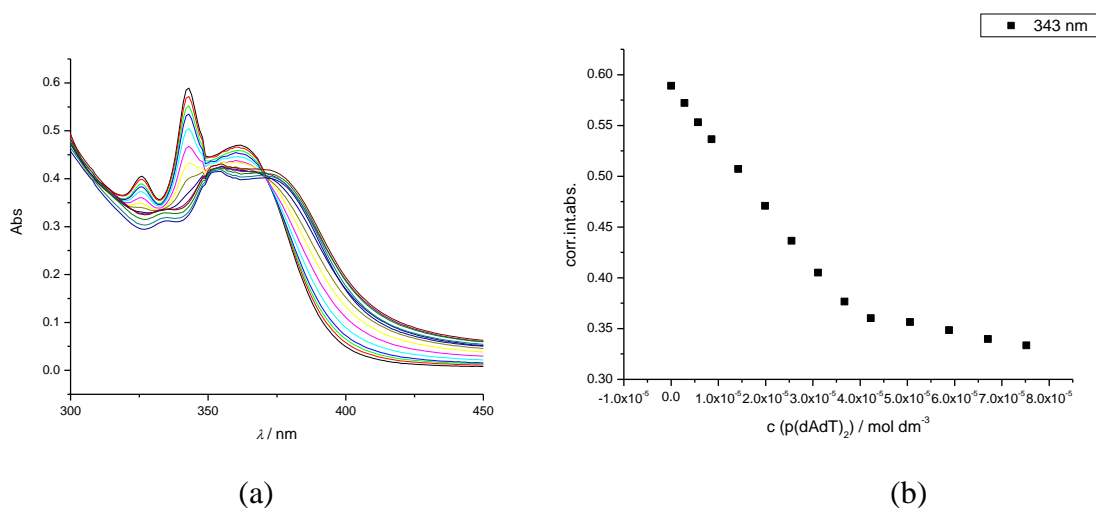 343 nm
0.6
0.5
0.4
0.3
0.2
0.1
0.0
Abs
300 350 400 450
λ / nm
0.60
0.55
0.50
0.45
0.40
0.35
0.30
corr.int.abs.
-1.0x10⁻⁵ 0.0 1.0x10⁻⁵ 2.0x10⁻⁵ 3.0x10⁻⁵ 4.0x10⁻⁵ 5.0x10⁻⁵ 6.0x10⁻⁵ 7.0x10⁻⁵ 8.0x10⁻⁵
c (p(dAdT)₂) / mol dm⁻³
(a) (b)